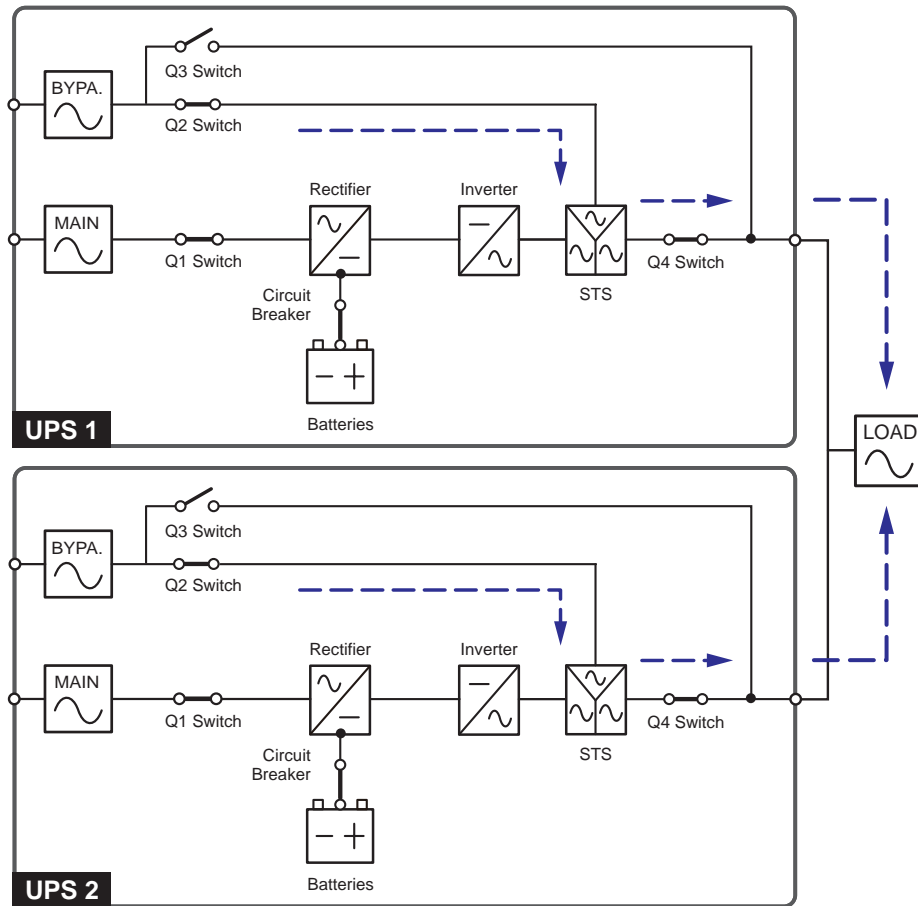 Q3 Switch
BYPA.
Q2 Switch
Rectifier
Inverter
MAIN
Q1 Switch
Q4 Switch
STS
Circuit
Breaker
Batteries
UPS 1
LOAD
Q3 Switch
BYPA.
Q2 Switch
Rectifier
Inverter
MAIN
Q1 Switch
Q4 Switch
STS
Circuit
Breaker
Batteries
UPS 2